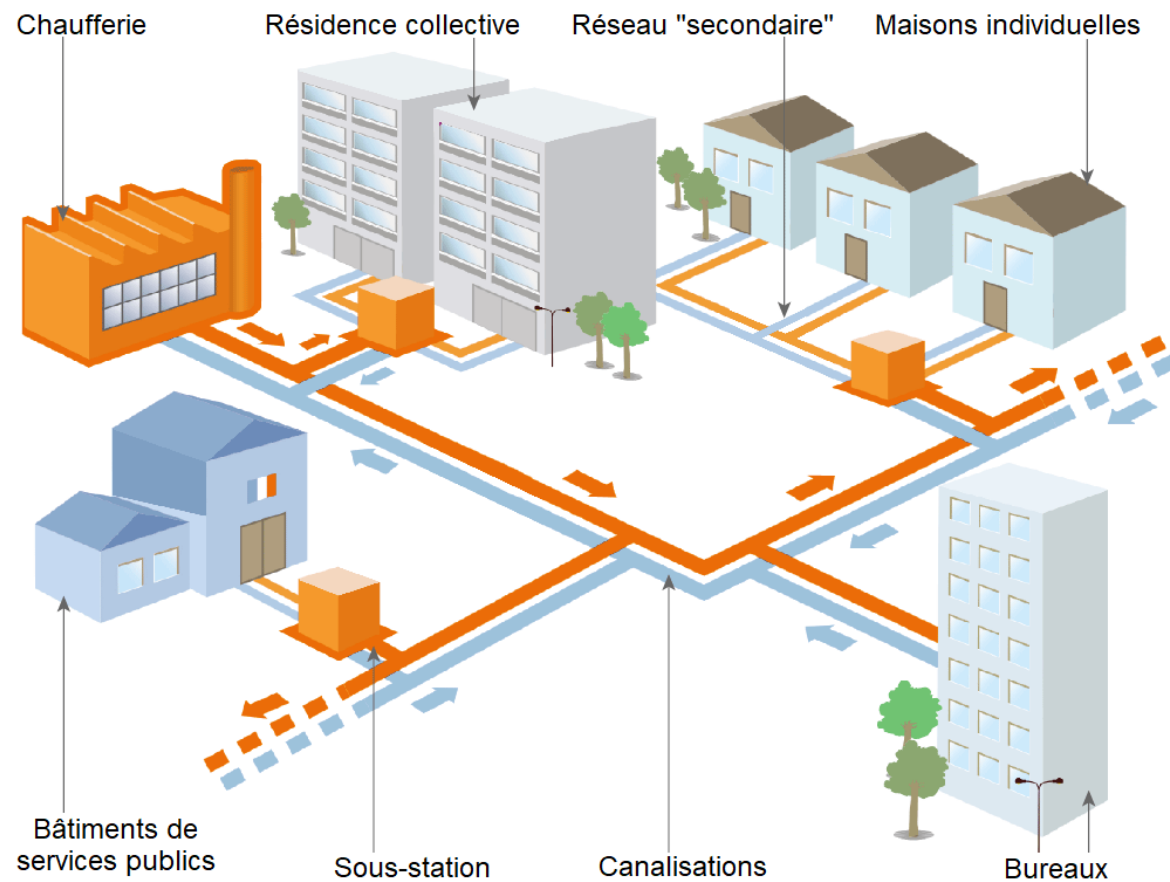 Chaufferie
Résidence collective
Réseau "secondaire"
Maisons individuelles
Bâtiments de
services publics
Sous-station
Canalisations
Bureaux